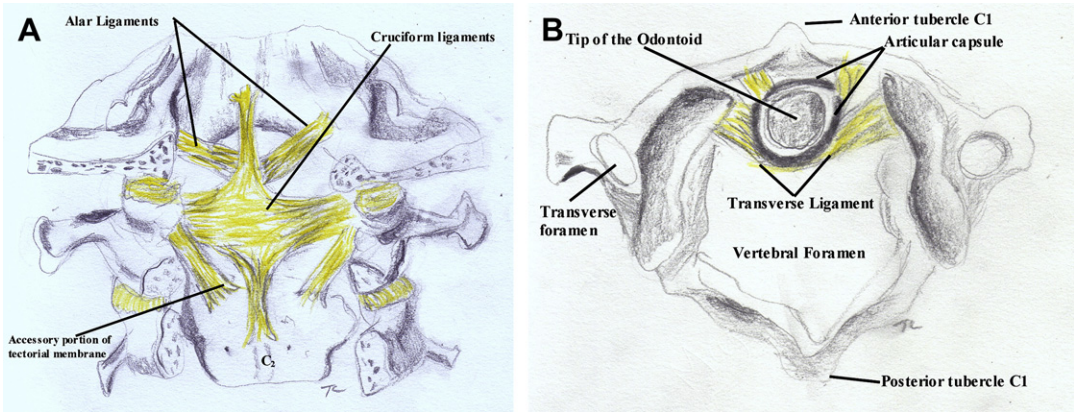 A
Alar Ligaments
Cruciform ligaments
Accessory portion of
tectorial membrane
C₂
B
Anterior tubercle C1
Tip of the Odontoid
Articular capsule
Transverse
foramen
Transverse Ligament
Vertebral Foramen
Posterior tubercle C1